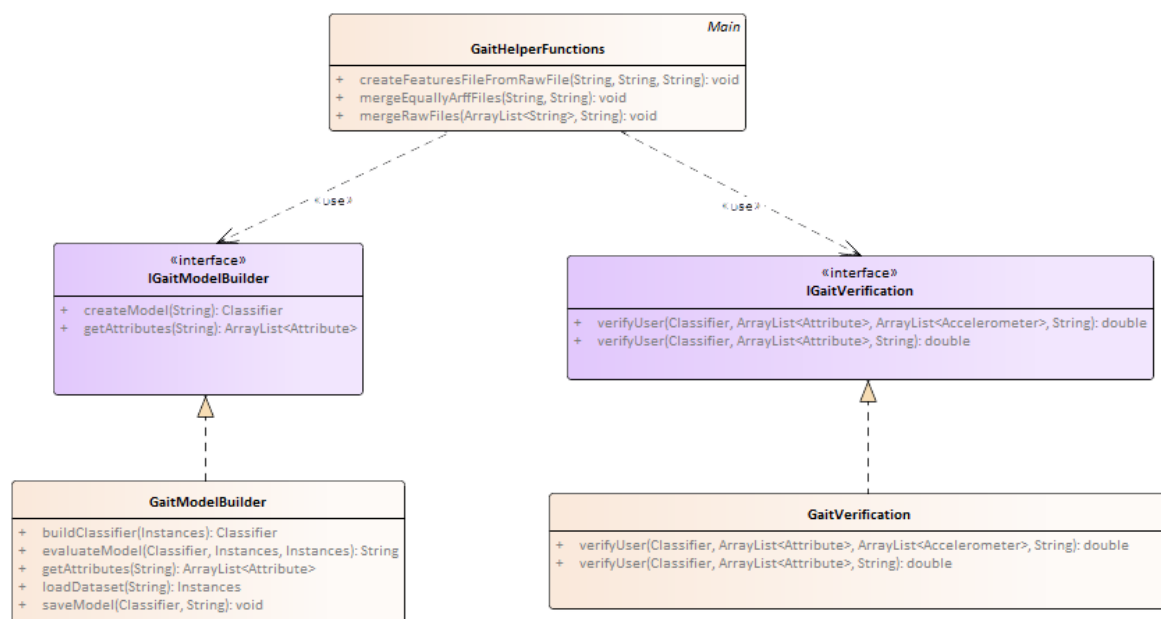 Main
GaitHelperFunctions
+ createFeaturesFileFromRawFile(String, String, String): void
+ mergeEquallyArffFiles(String, String): void
+ mergeRawFiles(ArrayList<String>, String): void
«use»
«use»
«interface»
IGaitModelBuilder
+ createModel(String): Classifier
+ getAttributes(String): ArrayList<Attribute>
«interface»
IGaitVerification
+ verifyUser(Classifier, ArrayList<Attribute>, ArrayList<Accelerometer>, String): double
+ verifyUser(Classifier, ArrayList<Attribute>, String): double
GaitModelBuilder
+ buildClassifier(Instances): Classifier
+ evaluateModel(Classifier, Instances, Instances): String
+ getAttributes(String): ArrayList<Attribute>
+ loadDataset(String): Instances
+ saveModel(Classifier, String): void
GaitVerification
+ verifyUser(Classifier, ArrayList<Attribute>, ArrayList<Accelerometer>, String): double
+ verifyUser(Classifier, ArrayList<Attribute>, String): double